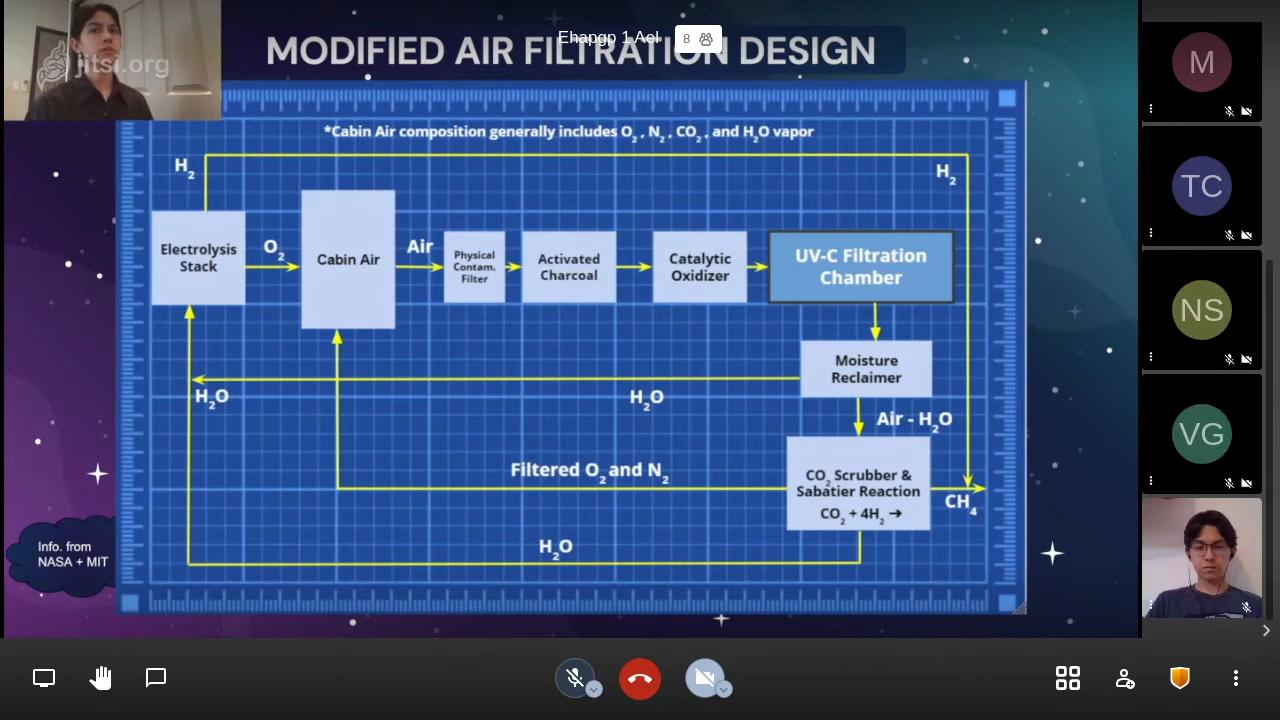 jitsi.org
Ehapgp 1 Ael 8
MODIFIED AIR FILTRATION DESIGN
*Cabin Air composition generally includes O2 , N2 , CO2 , and H2O vapor
H2
H2
Electrolysis
Stack
O2
Cabin Air
Air
Physical
Contam.
Filter
Activated
Charcoal
Catalytic
Oxidizer
UV-C Filtration
Chamber
Moisture
Reclaimer
H2O
H2O
Air - H2O
Filtered O2 and N2
CO2 Scrubber &
Sabatier Reaction
CO2 + 4H2 ➔
CH4
H2O
Info. from
NASA + MIT
M
TC
NS
VG